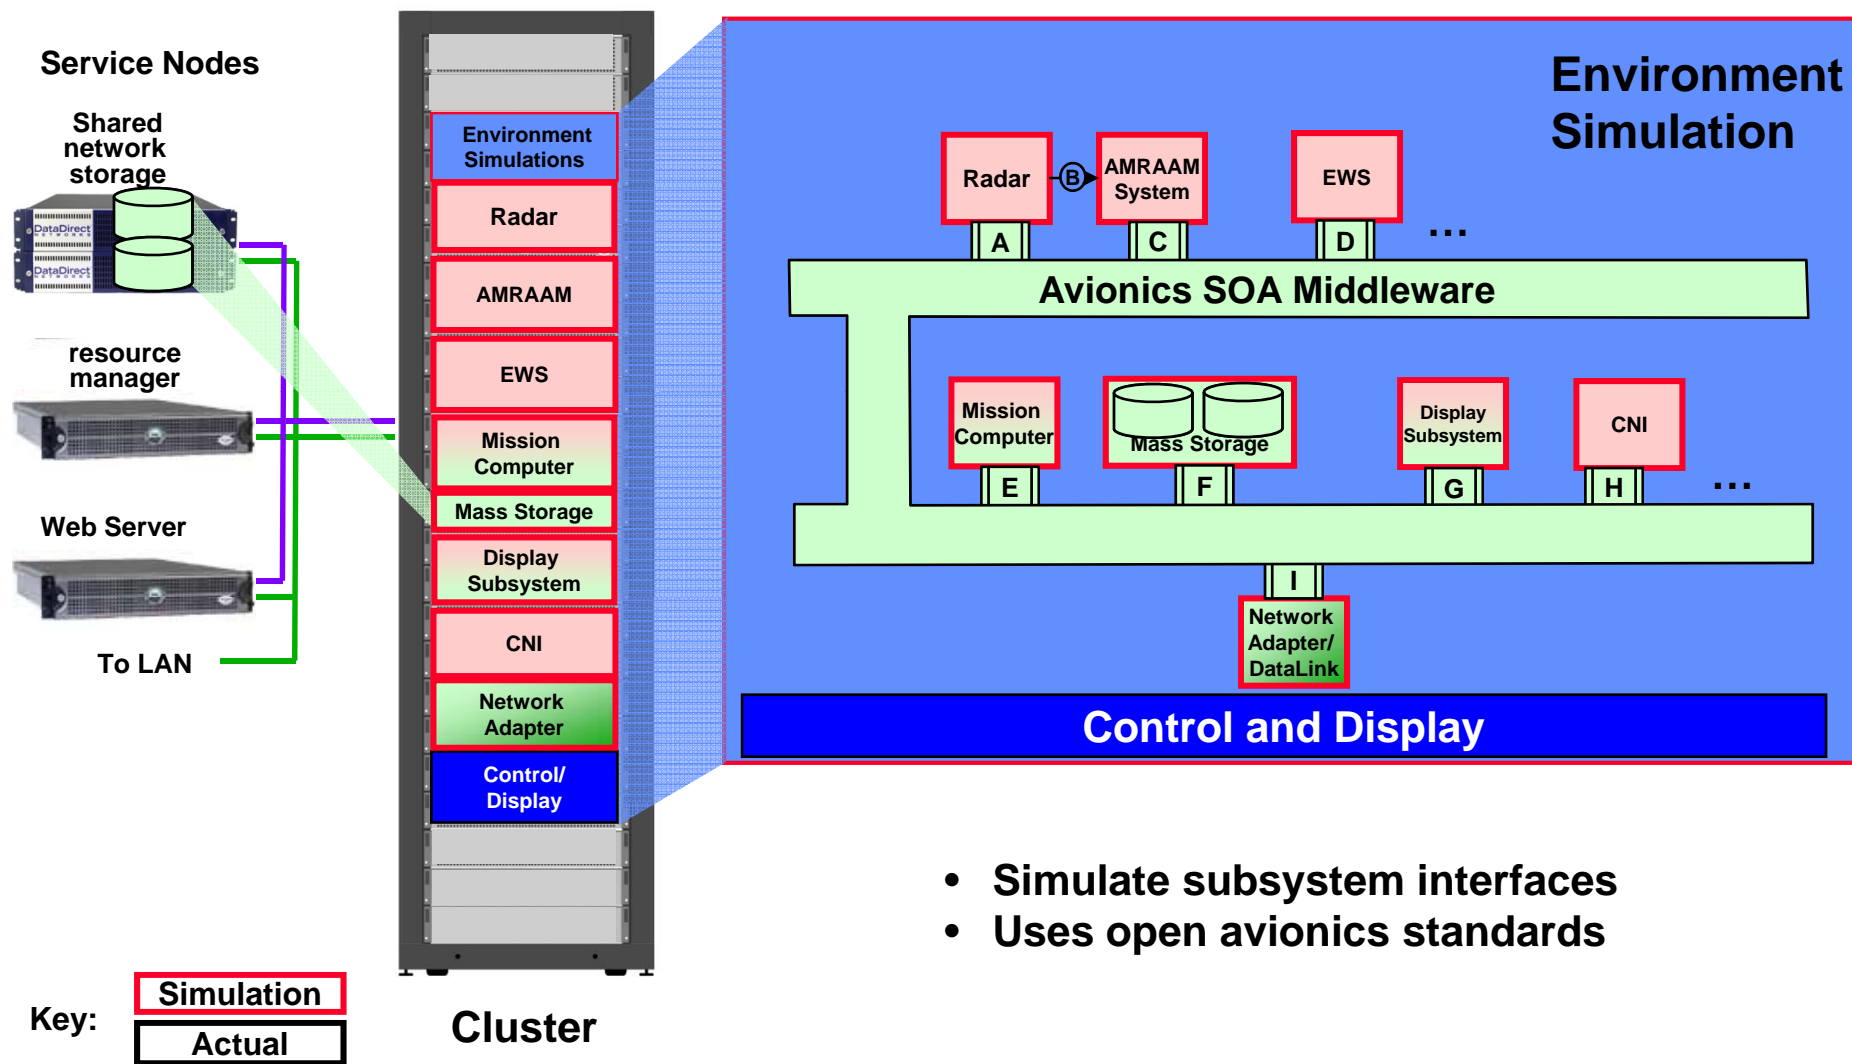 Service Nodes
Shared
network
storage
DataDirect
NETWORKS
DataDirect
NETWORKS
resource
manager
Web Server
To LAN
Environment
Simulations
Radar
AMRAAM
EWS
Mission
Computer
Mass Storage
Display
Subsystem
CNI
Network
Adapter
Control/
Display
Cluster
Key:
Simulation
Actual
Environment
Simulation
Radar
B
AMRAAM
System
EWS
A
C
D
...
Avionics SOA Middleware
Mission
Computer
Mass Storage
Display
Subsystem
CNI
E
F
G
H
...
I
Network
Adapter/
DataLink
Control and Display
• Simulate subsystem interfaces
• Uses open avionics standards